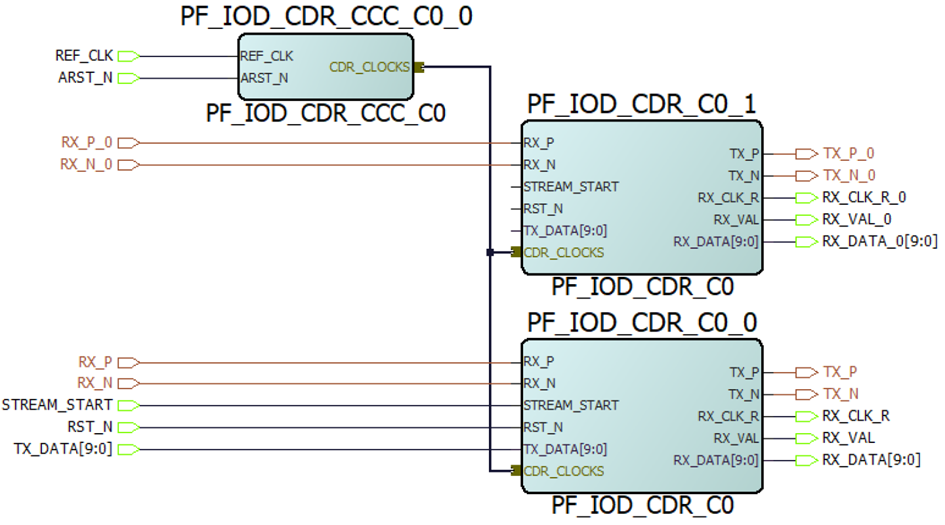 PF_IOD_CDR_CCC_C0_0
REF_CLK
ARST_N
REF_CLK
ARST_N
CDR_CLOCKS
PF_IOD_CDR_CCC_C0
PF_IOD_CDR_C0_1
RX_P_0
RX_N_0
RX_P
RX_N
STREAM_START
RST_N
TX_DATA[9:0]
CDR_CLOCKS
TX_P
TX_N
RX_CLK_R
RX_VAL
RX_DATA[9:0]
TX_P_0
TX_N_0
RX_CLK_R_0
RX_VAL_0
RX_DATA_0[9:0]
PF_IOD_CDR_C0
PF_IOD_CDR_C0_0
RX_P
RX_N
STREAM_START
RST_N
TX_DATA[9:0]
RX_P
RX_N
STREAM_START
RST_N
TX_DATA[9:0]
CDR_CLOCKS
TX_P
TX_N
RX_CLK_R
RX_VAL
RX_DATA[9:0]
TX_P
TX_N
RX_CLK_R
RX_VAL
RX_DATA[9:0]
PF_IOD_CDR_C0